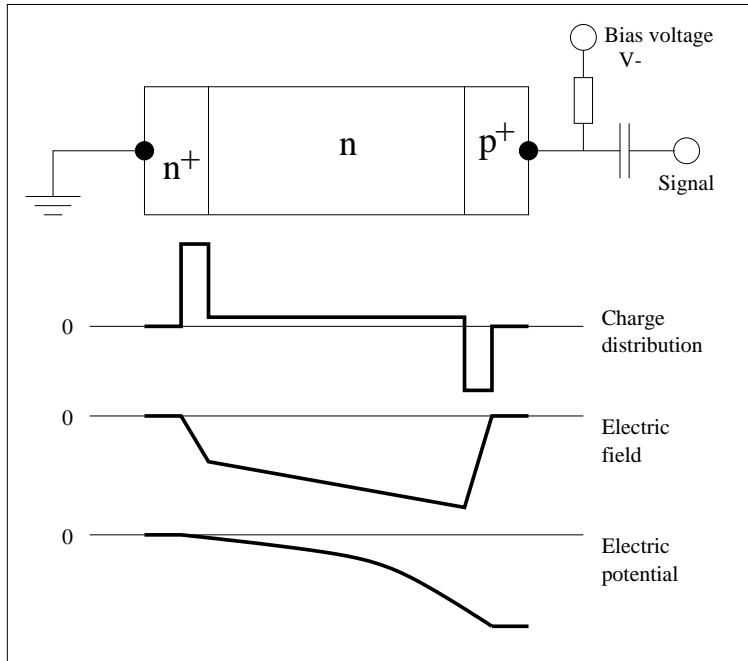 Bias voltage
V-
n+
n
p+
Signal
0
Charge
distribution
0
Electric
field
0
Electric
potential